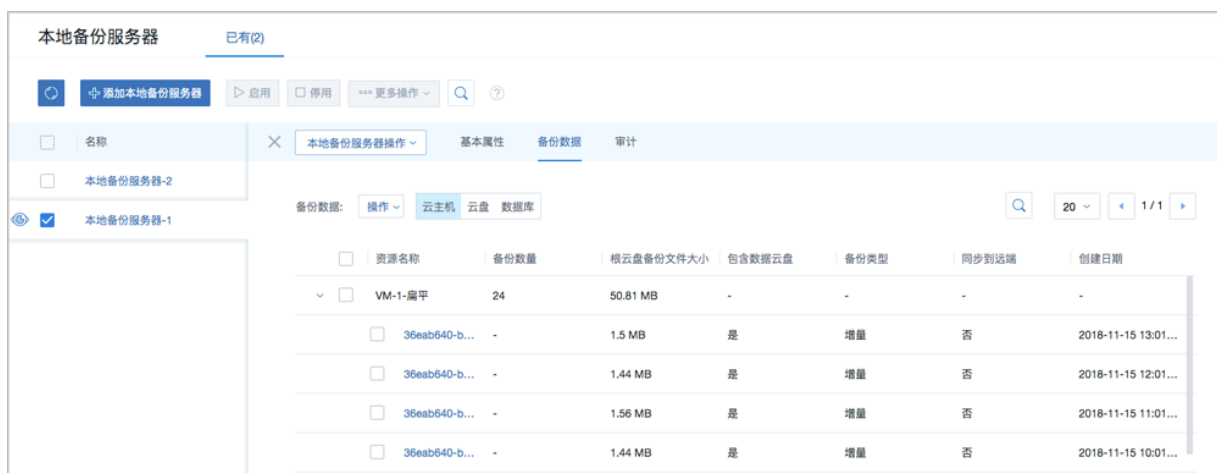 本地备份服务器 已有(2)
添加本地备份服务器 启用 停用 更多操作
名称 本地备份服务器操作 基本属性 备份数据 审计
本地备份服务器-2
本地备份服务器-1
备份数据: 操作 云主机 云盘 数据库 20 1 / 1
资源名称 备份数量 根云盘备份文件大小 包含数据云盘 备份类型 同步到远端 创建日期
VM-1-扁平 24 50.81 MB - - - -
36eab640-b... - 1.5 MB 是 增量 否 2018-11-15 13:01...
36eab640-b... - 1.44 MB 是 增量 否 2018-11-15 12:01...
36eab640-b... - 1.56 MB 是 增量 否 2018-11-15 11:01...
36eab640-b... - 1.44 MB 是 增量 否 2018-11-15 10:01...